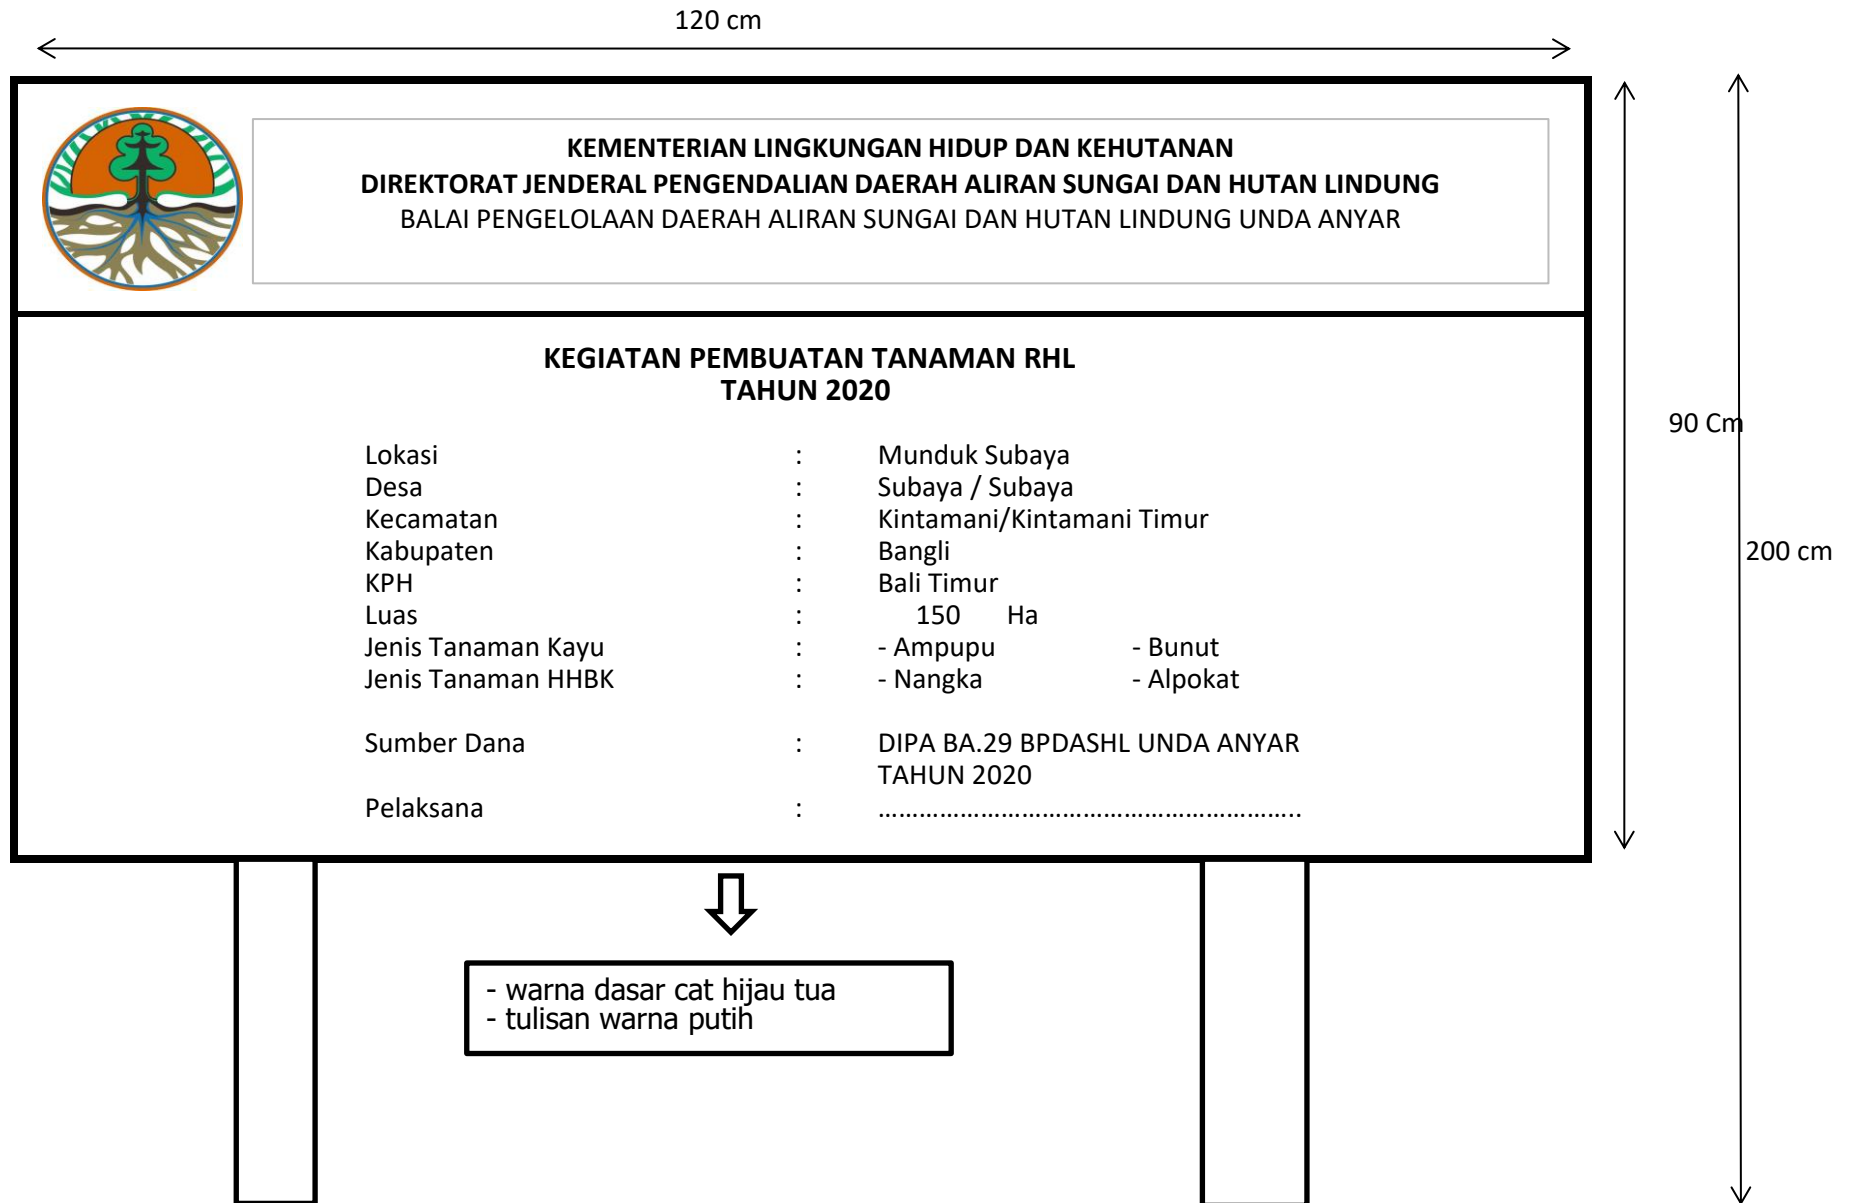 120 cm
KEMENTERIAN LINGKUNGAN HIDUP DAN KEHUTANAN
DIREKTORAT JENDERAL PENGENDALIAN DAERAH ALIRAN SUNGAI DAN HUTAN LINDUNG
BALAI PENGELOLAAN DAERAH ALIRAN SUNGAI DAN HUTAN LINDUNG UNDA ANYAR
KEGIATAN PEMBUATAN TANAMAN RHL
TAHUN 2020
90 Cm
Lokasi : Munduk Subaya
Desa : Subaya / Subaya
Kecamatan : Kintamani/Kintamani Timur
Kabupaten : Bangli
200 cm
KPH : Bali Timur
Luas : 150 Ha
Jenis Tanaman Kayu : - Ampupu - Bunut
Jenis Tanaman HHBK : - Nangka - Alpokat
Sumber Dana : DIPA BA.29 BPDASHL UNDA ANYAR
TAHUN 2020
Pelaksana : ……………………………………………………..
- warna dasar cat hijau tua
- tulisan warna putih